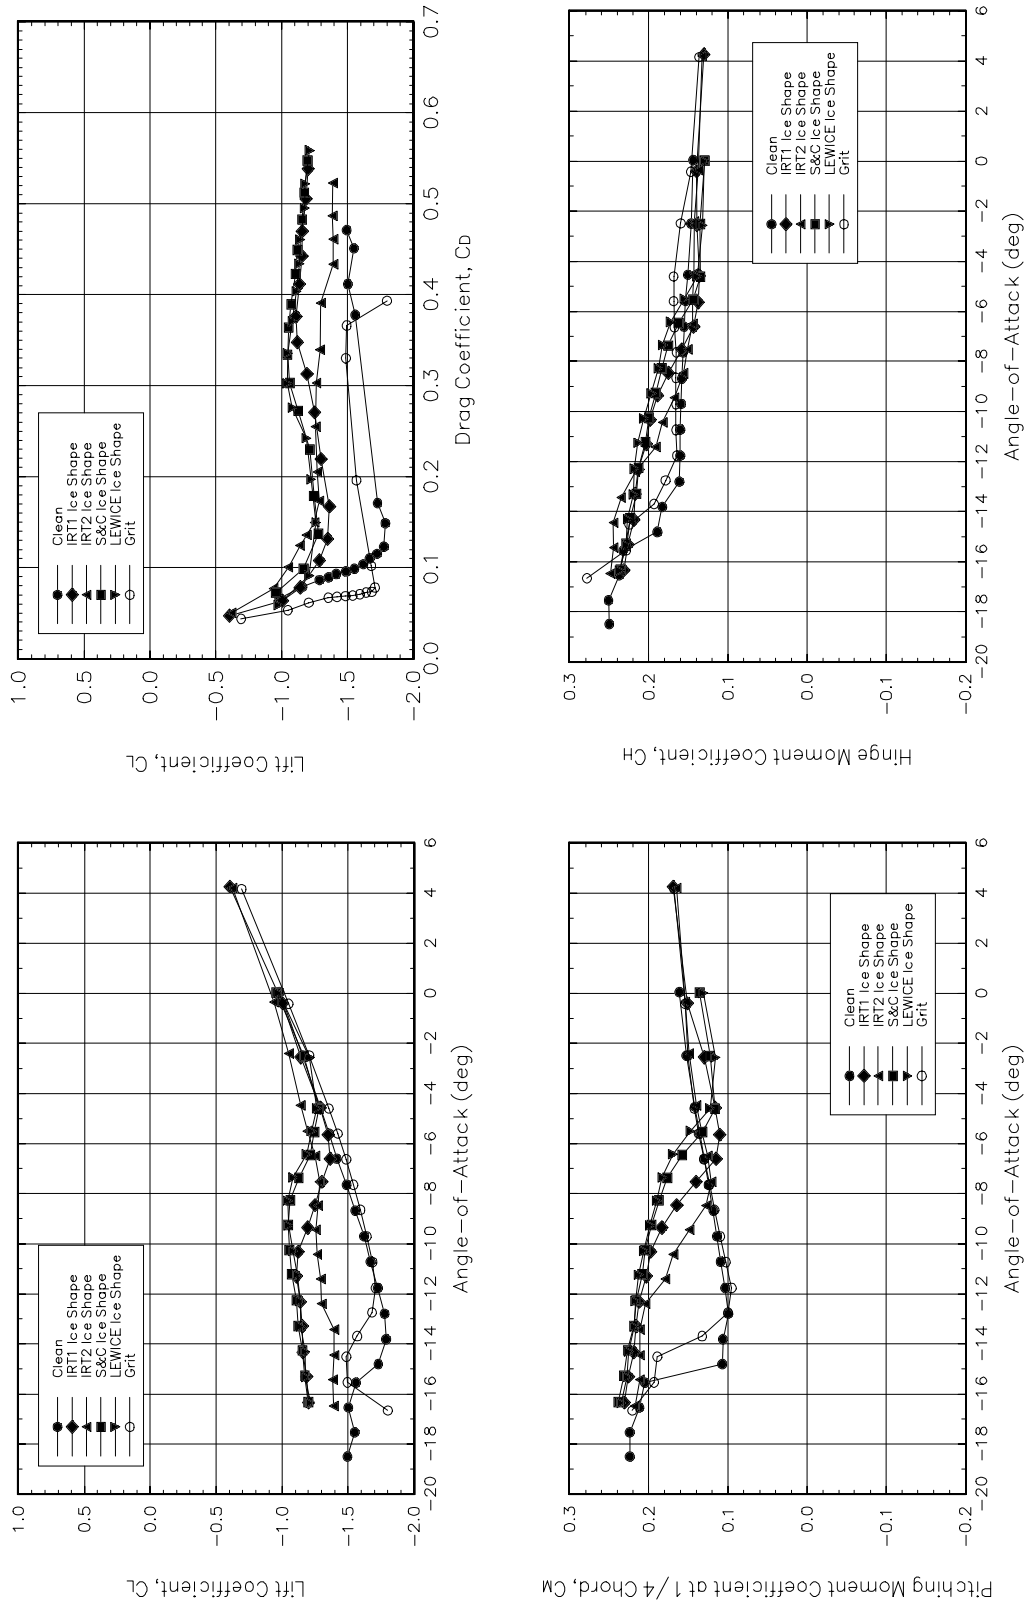 1.0
0.5
0.0
−0.5
−1.0
−1.5
−2.0
Lift Coefficient, CL
−20 −18 −16 −14 −12 −10 −8 −6 −4 −2 0 2 4 6
Angle−of−Attack (deg)
Clean
IRT1 Ice Shape
IRT2 Ice Shape
S&C Ice Shape
LEWICE Ice Shape
Grit
1.0
0.5
0.0
−0.5
−1.0
−1.5
−2.0
Lift Coefficient, CL
0.0 0.1 0.2 0.3 0.4 0.5 0.6 0.7
Drag Coefficient, CD
Clean
IRT1 Ice Shape
IRT2 Ice Shape
S&C Ice Shape
LEWICE Ice Shape
Grit
0.3
0.2
0.1
0.0
−0.1
−0.2
Pitching Moment Coefficient at 1/4 Chord, CM
−20 −18 −16 −14 −12 −10 −8 −6 −4 −2 0 2 4 6
Angle−of−Attack (deg)
Clean
IRT1 Ice Shape
IRT2 Ice Shape
S&C Ice Shape
LEWICE Ice Shape
Grit
0.3
0.2
0.1
0.0
−0.1
−0.2
Hinge Moment Coefficient, CH
−20 −18 −16 −14 −12 −10 −8 −6 −4 −2 0 2 4 6
Angle−of−Attack (deg)
Clean
IRT1 Ice Shape
IRT2 Ice Shape
S&C Ice Shape
LEWICE Ice Shape
Grit